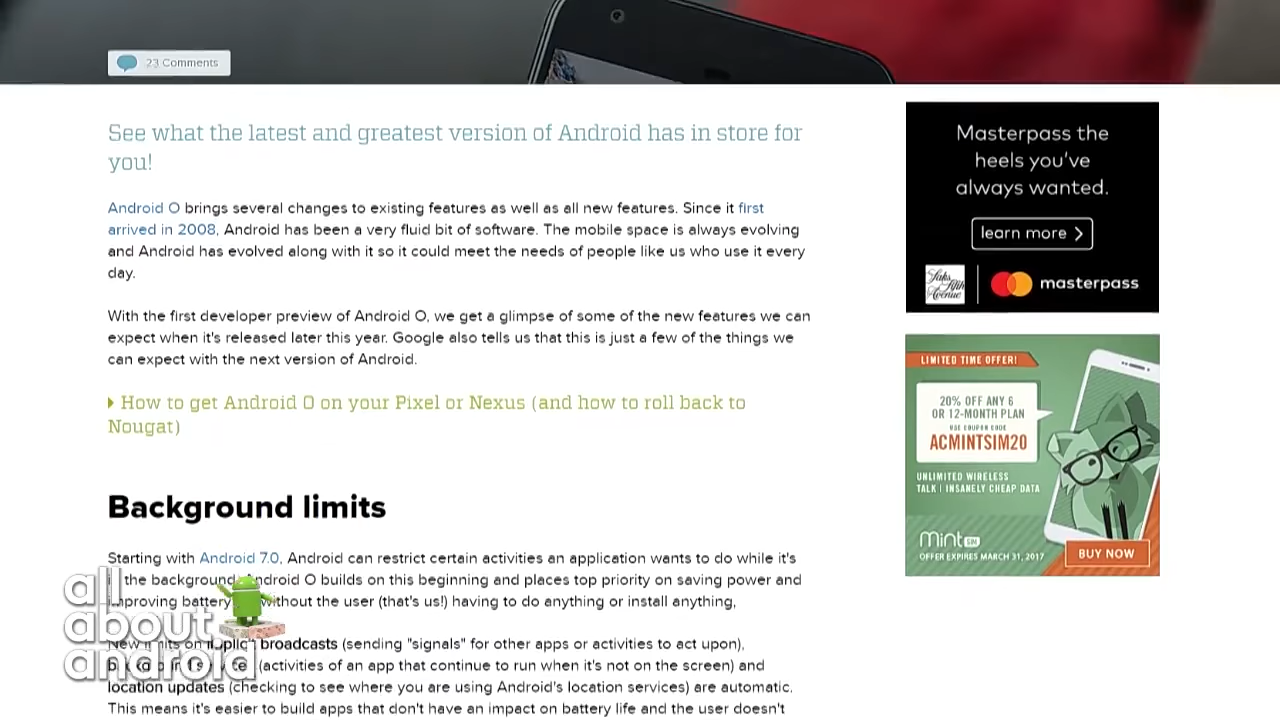 23 Comments
See what the latest and greatest version of Android has in store for
you!
Android O brings several changes to existing features as well as all new features. Since it first
arrived in 2008, Android has been a very fluid bit of software. The mobile space is always evolving
and Android has evolved along with it so it could meet the needs of people like us who use it every
day.
With the first developer preview of Android O, we get a glimpse of some of the new features we can
expect when it's released later this year. Google also tells us that this is just a few of the things we
can expect with the next version of Android.
How to get Android O on your Pixel or Nexus (and how to roll back to
Nougat)
Background limits
Starting with Android 7.0, Android can restrict certain activities an application wants to do while it's
the background. Android O builds on this beginning and places top priority on saving power and
improving battery without the user (that's us!) having to do anything or install anything,
New limits on broadcasts (sending "signals" for other apps or activities to act upon),
(activities of an app that continue to run when it's not on the screen) and
location updates (checking to see where you are using Android's location services) are automatic.
This means it's easier to build apps that don't have an impact on battery life and the user doesn't
all
about
android
Masterpass the
heels you've
always wanted.
learn more
Saks
Fifth
Avenue
masterpass
LIMITED TIME OFFER!
20% OFF ANY 6
OR 12-MONTH PLAN
USE COUPON CODE
ACMINTSIM20
UNLIMITED WIRELESS
TALK | INSANELY CHEAP DATA
mint SIM
OFFER EXPIRES MARCH 31, 2017
BUY NOW